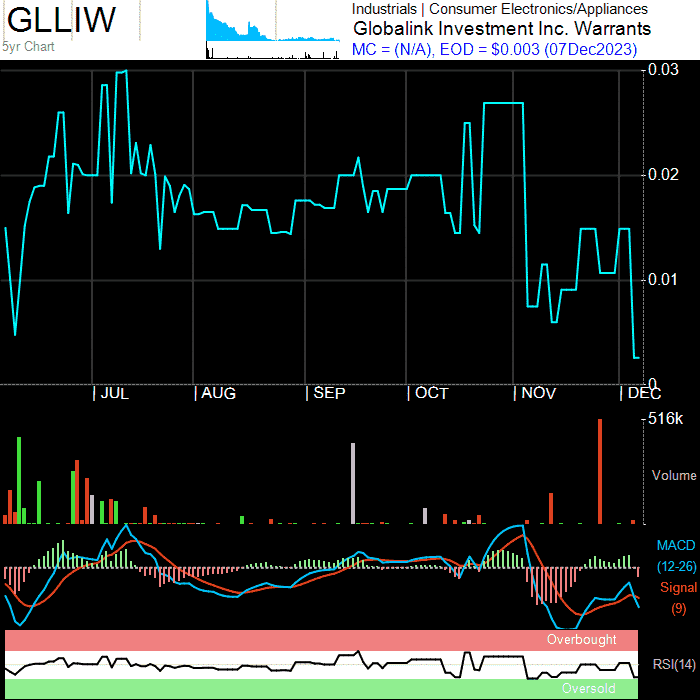 GLLIW
5yr Chart
Industrials | Consumer Electronics/Appliances
Globalink Investment Inc. Warrants
MC = (N/A), EOD = $0.003 (07Dec2023)
0.03
0.02
0.01
0
JUL
AUG
SEP
OCT
NOV
DEC
516k
Volume
MACD
(12-26)
Signal
(9)
Overbought
RSI(14)
Oversold